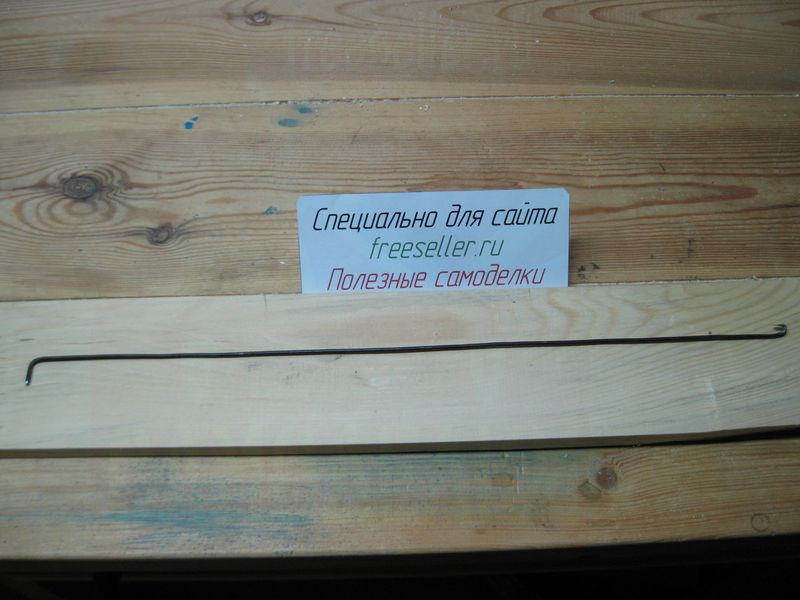 Специально для сайта
freeseller.ru
Полезные самоделки